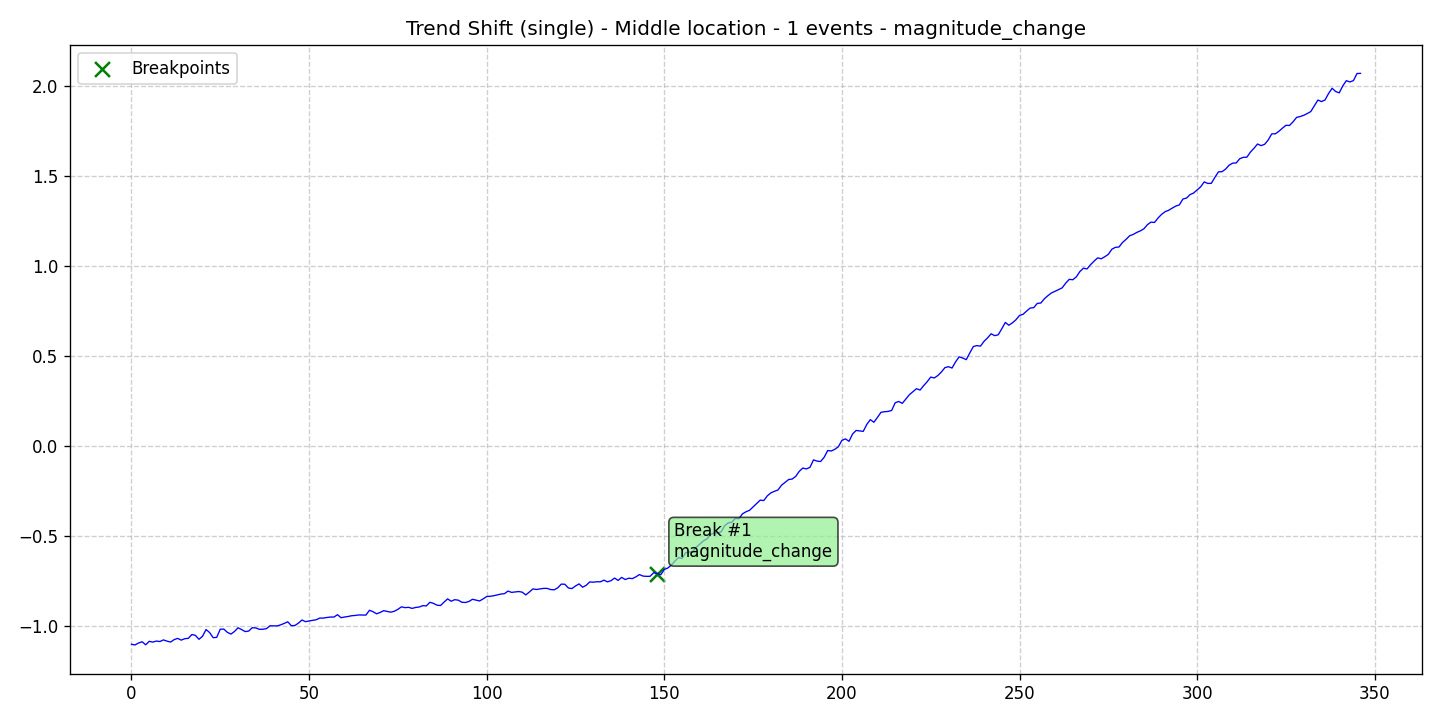 Trend Shift (single) - Middle location - 1 events - magnitude_change
Breakpoints
2.0
1.5
1.0
0.5
0.0
−0.5
−1.0
Break #1
magnitude_change
0 50 100 150 200 250 300 350